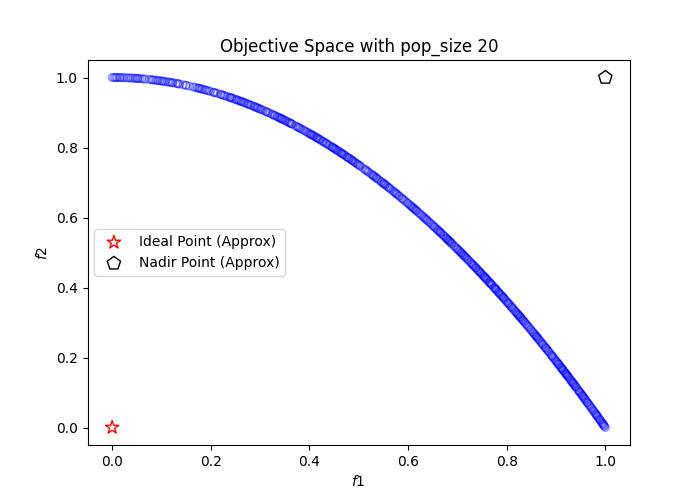 Objective Space with pop_size 20
1.0
0.8
0.6
0.4
0.2
0.0
f2
Ideal Point (Approx)
Nadir Point (Approx)
0.0 0.2 0.4 0.6 0.8 1.0
f1